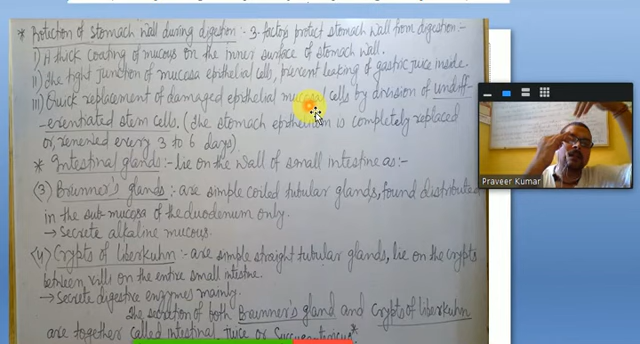 * Protection of stomach wall during digestion :- 3. factors protect stomach wall from digestion :-
i) A thick coating of mucous on the inner surface of stomach wall.
ii) The tight junction of mucosa epithelial cells, prevent leaking of gastric juice inside.
iii) Quick replacement of damaged epithelial mucosal cells by division of undiff-
-erentiated stem cells. (the stomach epithelium is completely replaced
or renewed every 3 to 6 days)
* Intestinal glands :- lie on the wall of small intestine as :-
(3) Brunner's glands :- are simple coiled tubular glands, found distributed
in the sub-mucosa of the duodenum only.
→ Secrete alkaline mucous.
(4) Crypts of liberkuhn :- are simple straight tubular glands, lie on the crypts
between villi on the entire small intestine.
→ Secrete digestive enzymes mainly.
The secretion of both Brunner's gland and crypts of liberkuhn
are together called intestinal juice or Succus entericus*
Praveer Kumar